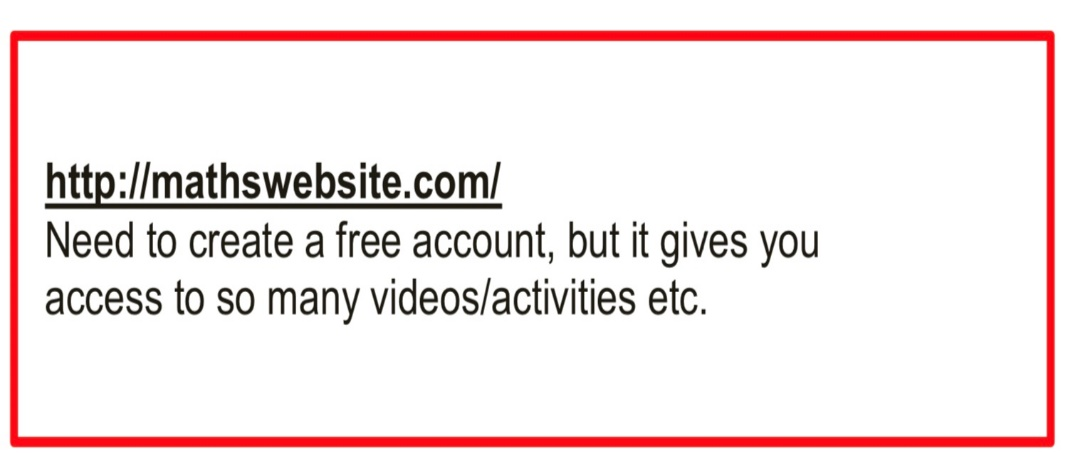 http://mathswebsite.com/
Need to create a free account, but it gives you
access to so many videos/activities etc.